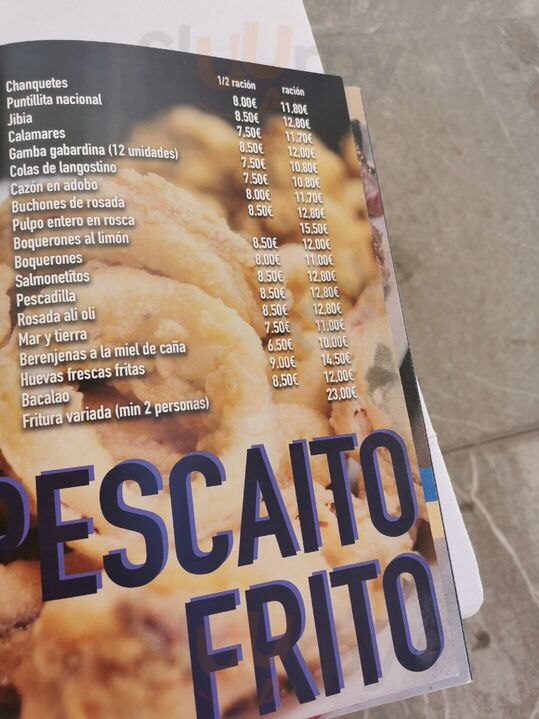 1/2 ración ración
Chanquetes 8.00€ 11,80€
Puntillita nacional 8.50€ 12.80€
Jibia 7,50€ 11.70€
Calamares 8.50€ 12,00€
Gamba gabardina (12 unidades) 7.50€ 10.80€
Colas de langostino 7.50€ 10.80€
Cazón en adobo 8.00€ 11.70€
Buchones de rosada 8.50€ 12.80€
Pulpo entero en rosca 15.50€
Boquerones al limón 8.50€ 12,00€
Boquerones 8.00€ 11,00€
Salmonetitos 8.50€ 12,80€
Pescadilla 8.50€ 12,80€
Rosada ali oli 8.50€ 12.80€
Mar y tierra 7.50€ 11.00€
Berenjenas a la miel de caña 6.50€ 10.00€
Huevas frescas fritas 9.00€ 14.50€
Bacalao 8,50€ 12,00€
Fritura variada (min 2 personas) 23,00€
PESCAITO
FRITO